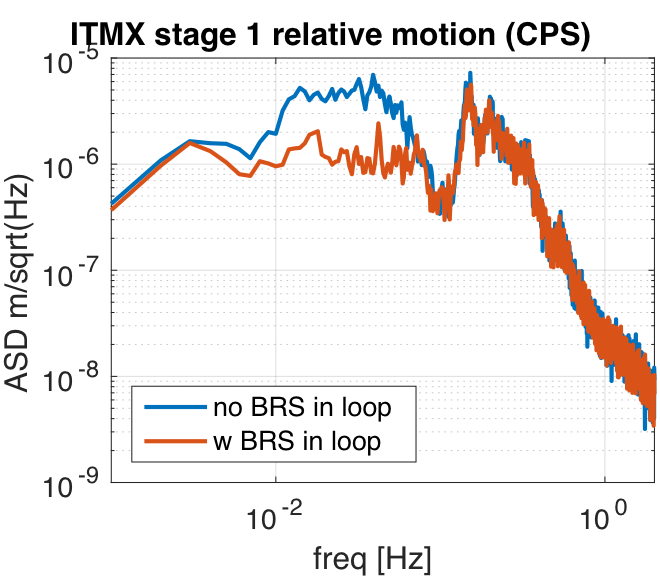 ITMX stage 1 relative motion (CPS)
10^-5
10^-6
10^-7
10^-8
10^-9
ASD m/sqrt(Hz)
no BRS in loop
w BRS in loop
10^-2
10^0
freq [Hz]